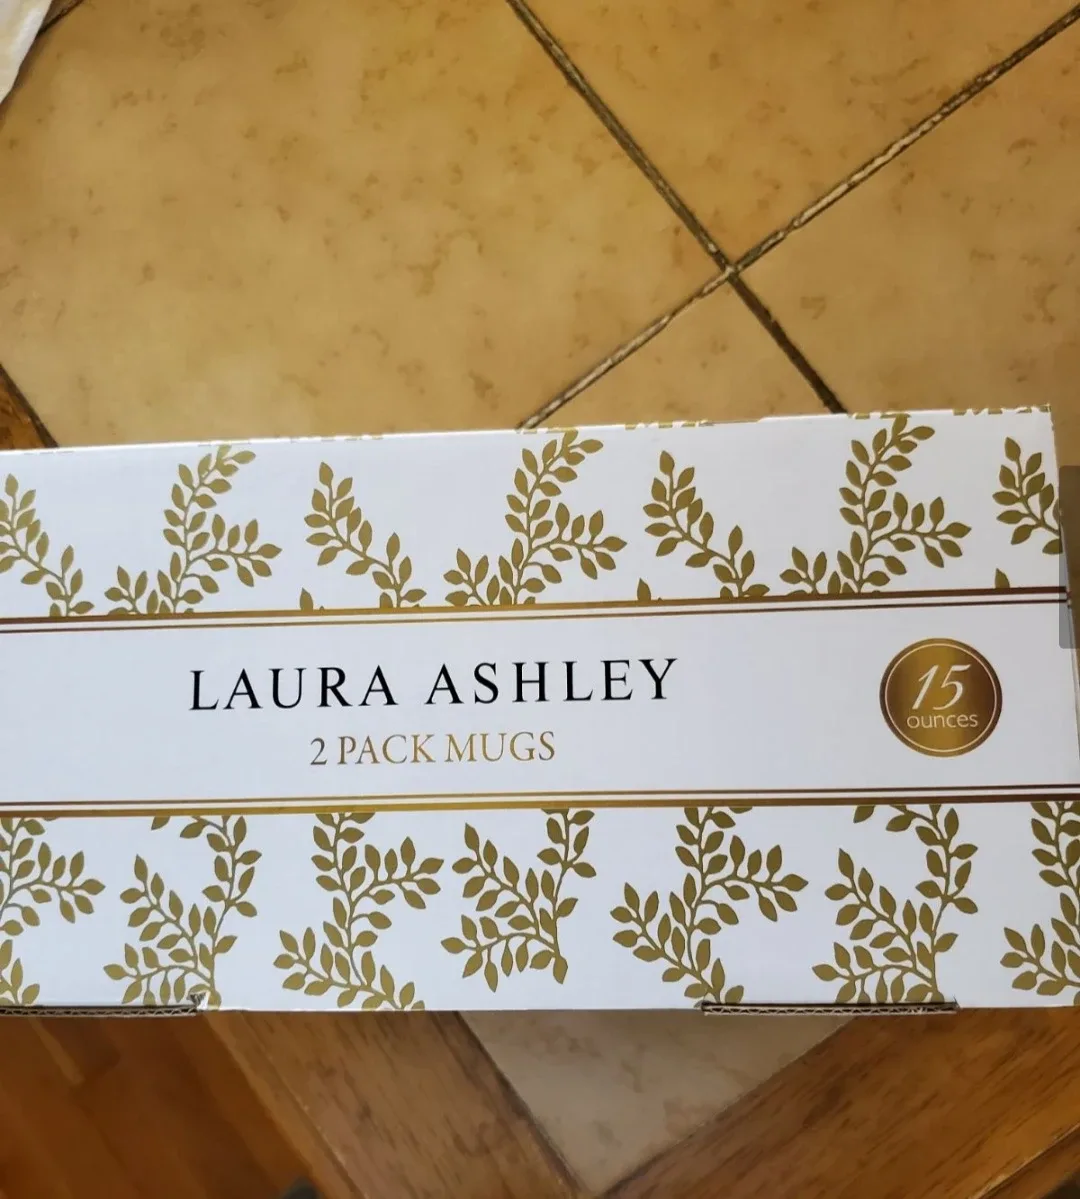 LAURA ASHLEY
2 PACK MUGS
15
ounces